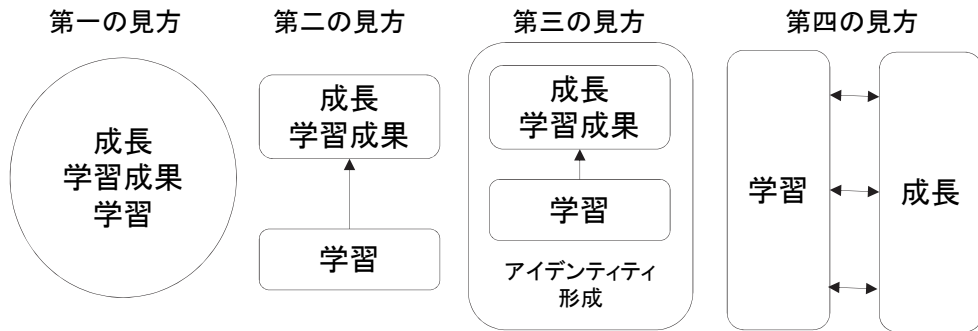 第一の見方
成長
学習成果
学習
第二の見方
成長
学習成果
学習
第三の見方
成長
学習成果
学習
アイデンティティ
形成
第四の見方
学習
成長